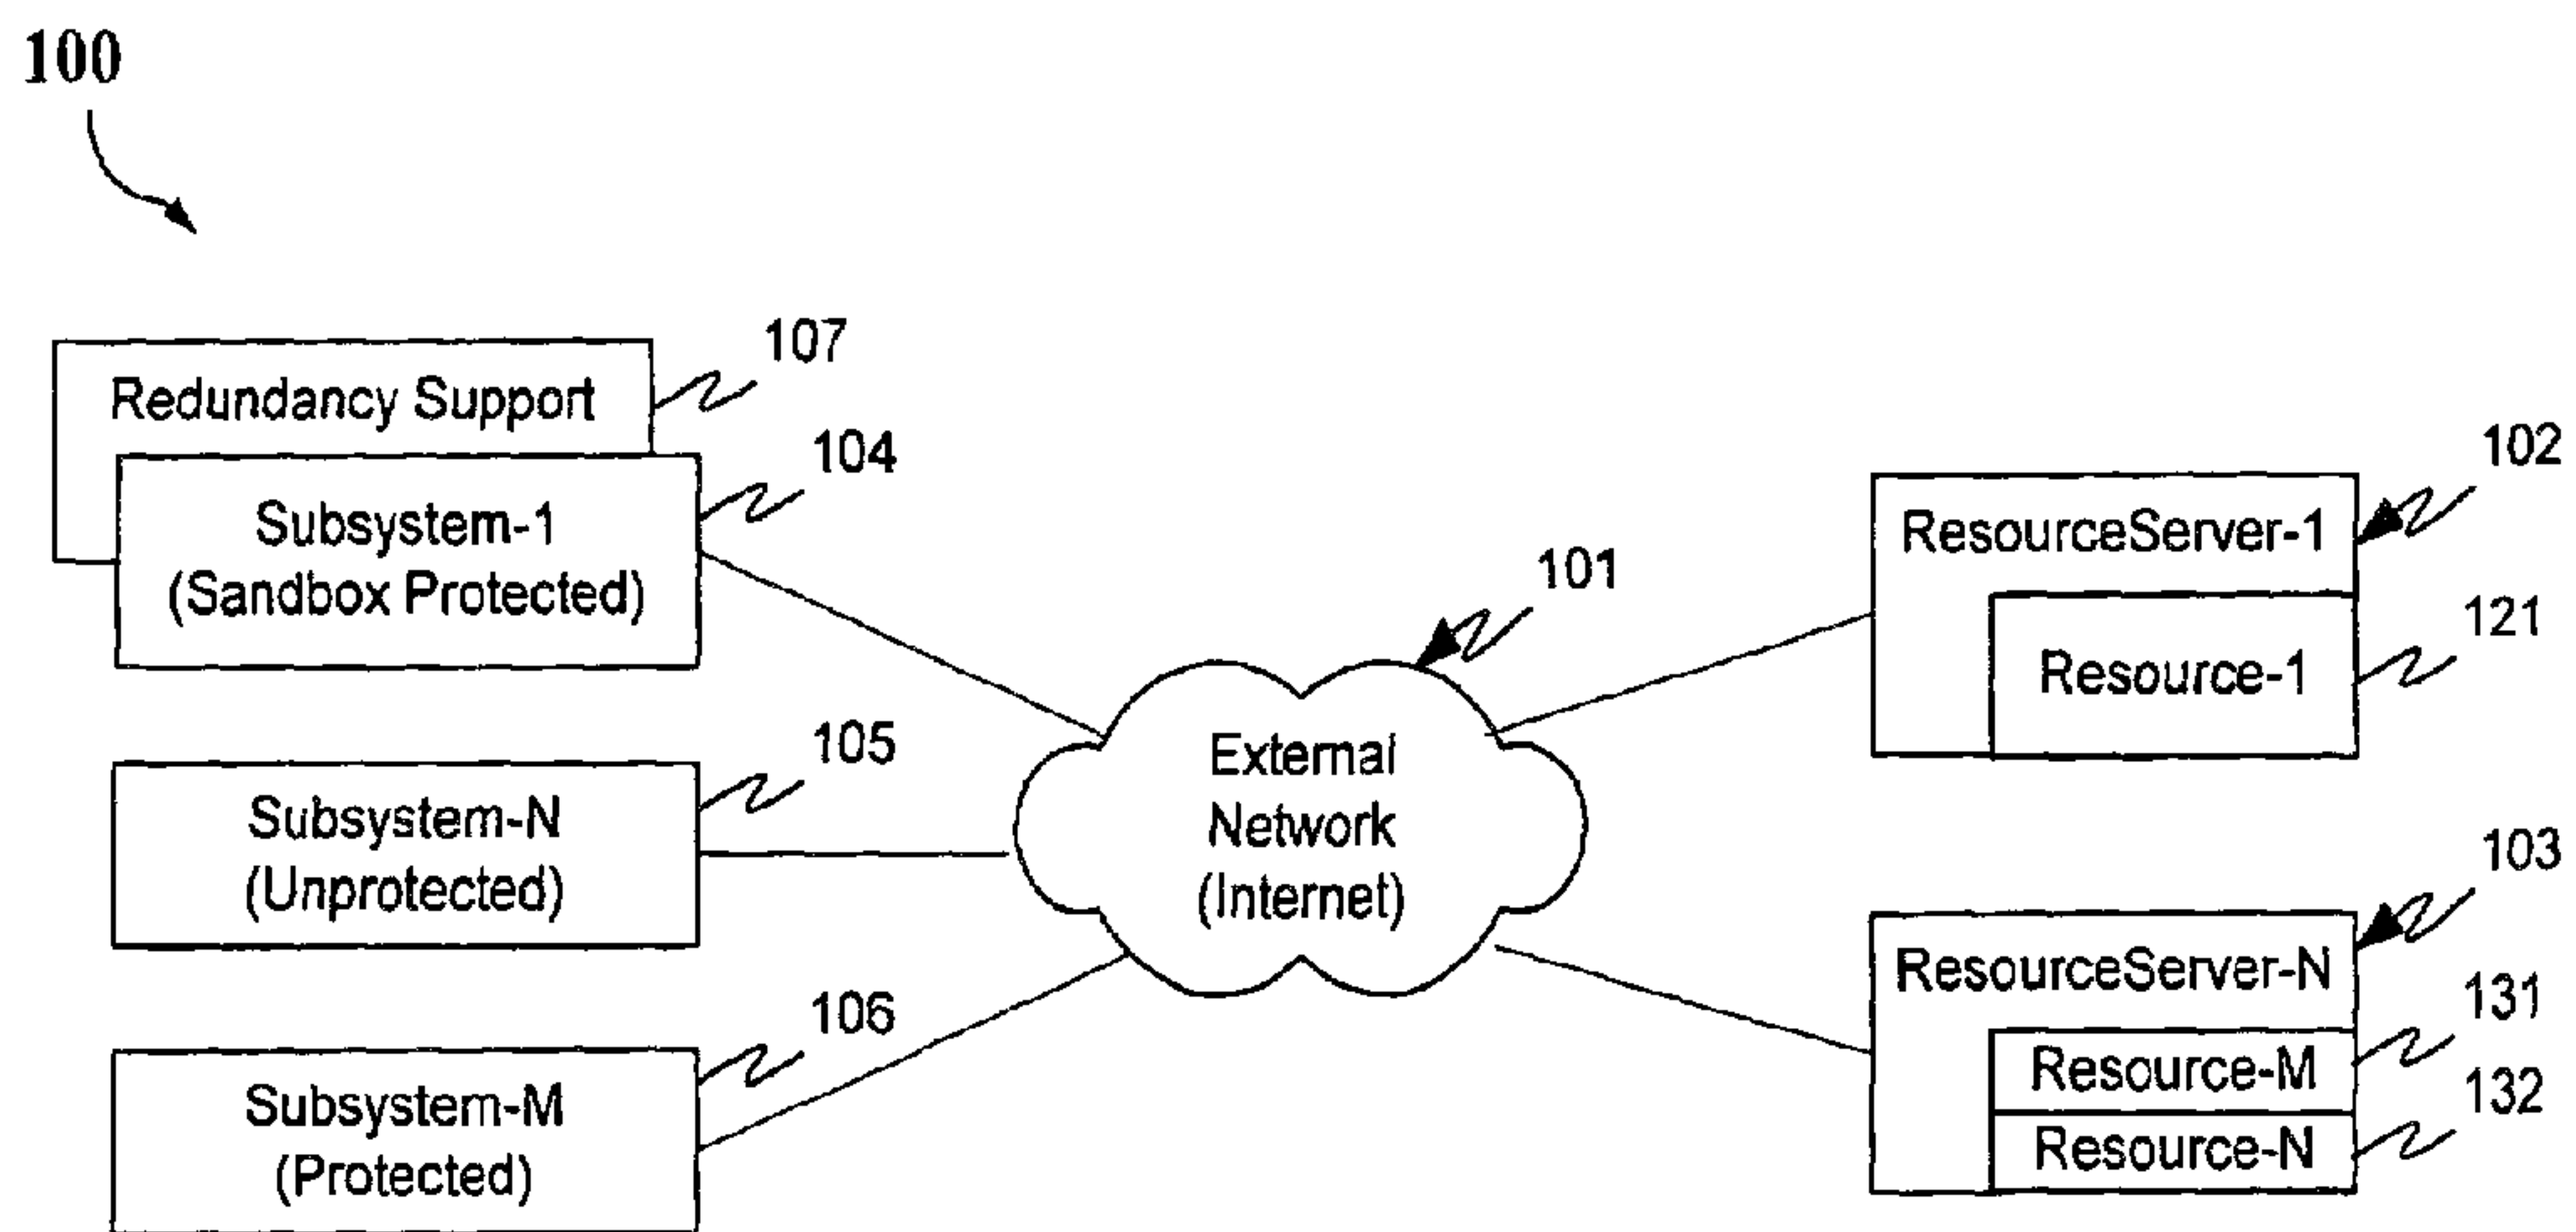 100
107
Redundancy Support
104
Subsystem-1
(Sandbox Protected)
105
Subsystem-N
(Unprotected)
106
Subsystem-M
(Protected)
101
External
Network
(Internet)
102
ResourceServer-1
121
Resource-1
103
ResourceServer-N
131
Resource-M
132
Resource-N